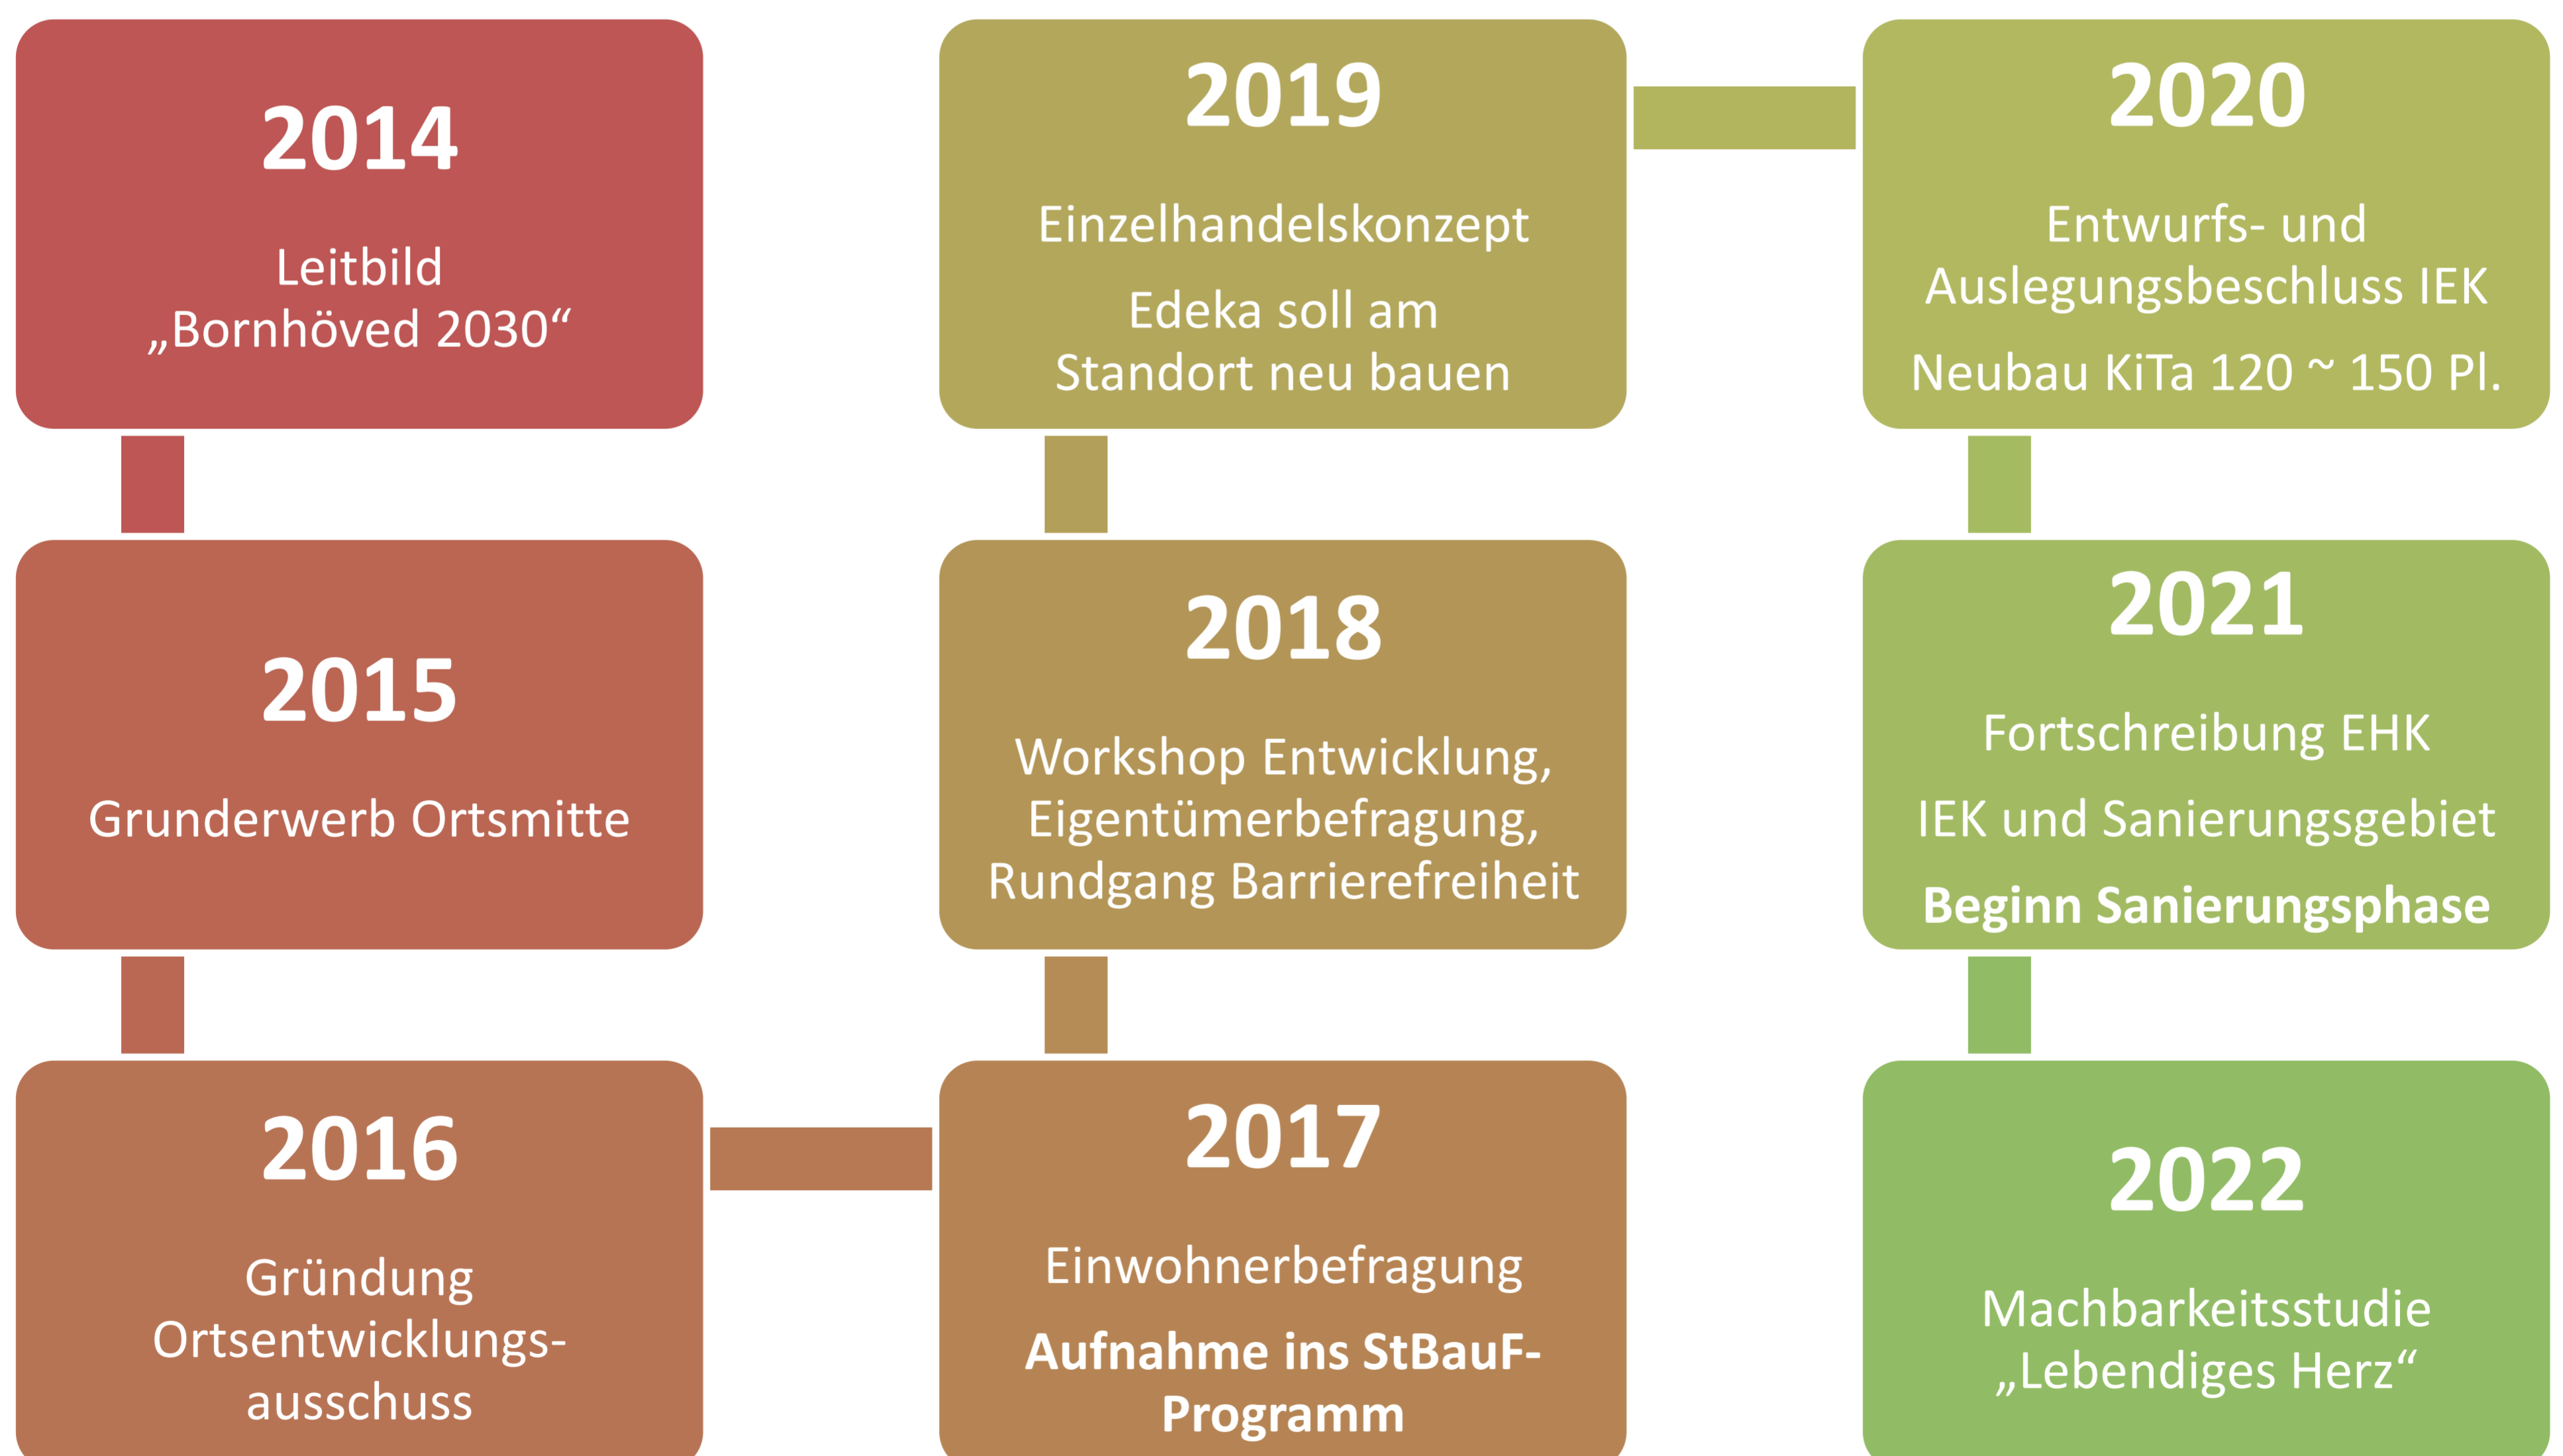 2014
Leitbild
„Bornhöved 2030“
2015
Grunderwerb Ortsmitte
2016
Gründung
Ortsentwicklungs-
ausschuss
2017
Einwohnerbefragung
Aufnahme ins StBauF-
Programm
2018
Workshop Entwicklung,
Eigentümerbefragung,
Rundgang Barrierefreiheit
2019
Einzelhandelskonzept
Edeka soll am
Standort neu bauen
2020
Entwurfs- und
Auslegungsbeschluss IEK
Neubau KiTa 120 ~ 150 Pl.
2021
Fortschreibung EHK
IEK und Sanierungsgebiet
Beginn Sanierungsphase
2022
Machbarkeitsstudie
„Lebendiges Herz“